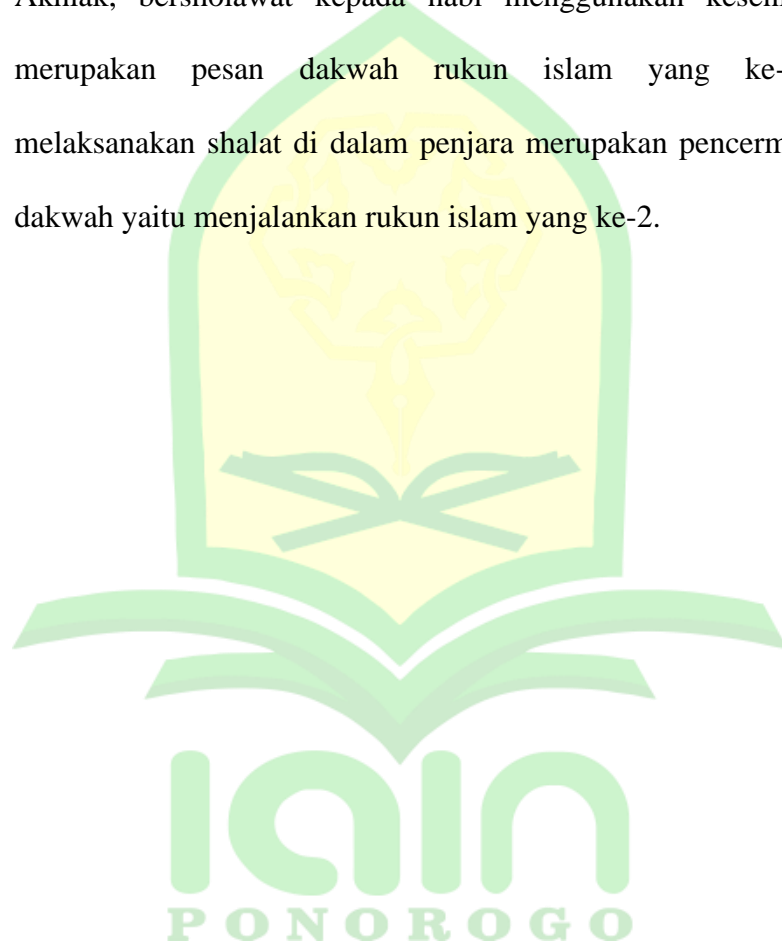 Akhlak, bersholawat kepada nabi menggunakan
merupakan pesan dakwah rukun islam yang
melaksanakan shalat di dalam penjara merupakan
dakwah yaitu menjalankan rukun islam yang ke-2.
iain
PONOROGO